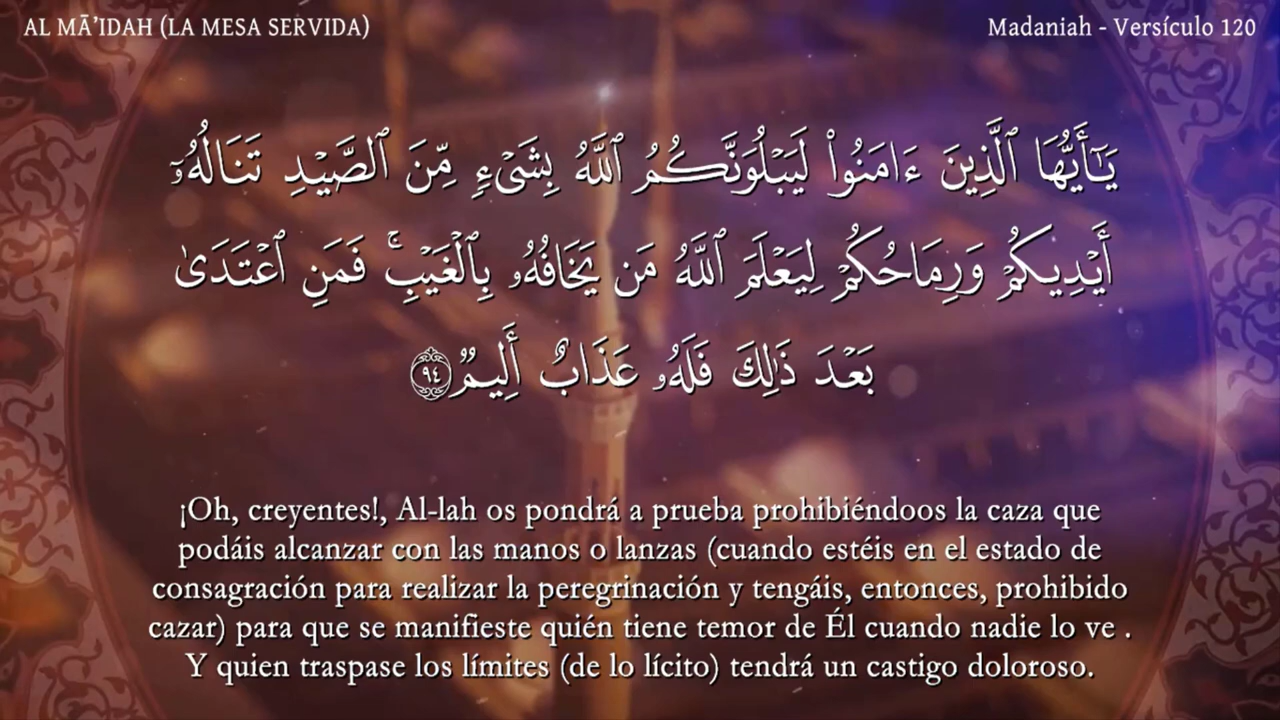 AL MĀ’IDAH (LA MESA SERVIDA)
Madaniah - Versículo 120
يَـٰٓأَيُّهَا ٱلَّذِينَ ءَامَنُوا۟ لَيَبْلُوَنَّكُمُ ٱللَّهُ بِشَىْءٍ مِّنَ ٱلصَّيْدِ تَنَالُهُۥٓ
أَيْدِيكُمْ وَرِمَاحُكُمْ لِيَعْلَمَ ٱللَّهُ مَن يَخَافُهُۥ بِٱلْغَيْبِ ۚ فَمَنِ ٱعْتَدَىٰ
بَعْدَ ذَٰلِكَ فَلَهُۥ عَذَابٌ أَلِيمٌ ٩٤
¡Oh, creyentes!, Al-lah os pondrá a prueba prohibiéndoos la caza que
podáis alcanzar con las manos o lanzas (cuando estéis en el estado de
consagración para realizar la peregrinación y tengáis, entonces, prohibido
cazar) para que se manifieste quién tiene temor de Él cuando nadie lo ve .
Y quien traspase los límites (de lo lícito) tendrá un castigo doloroso.